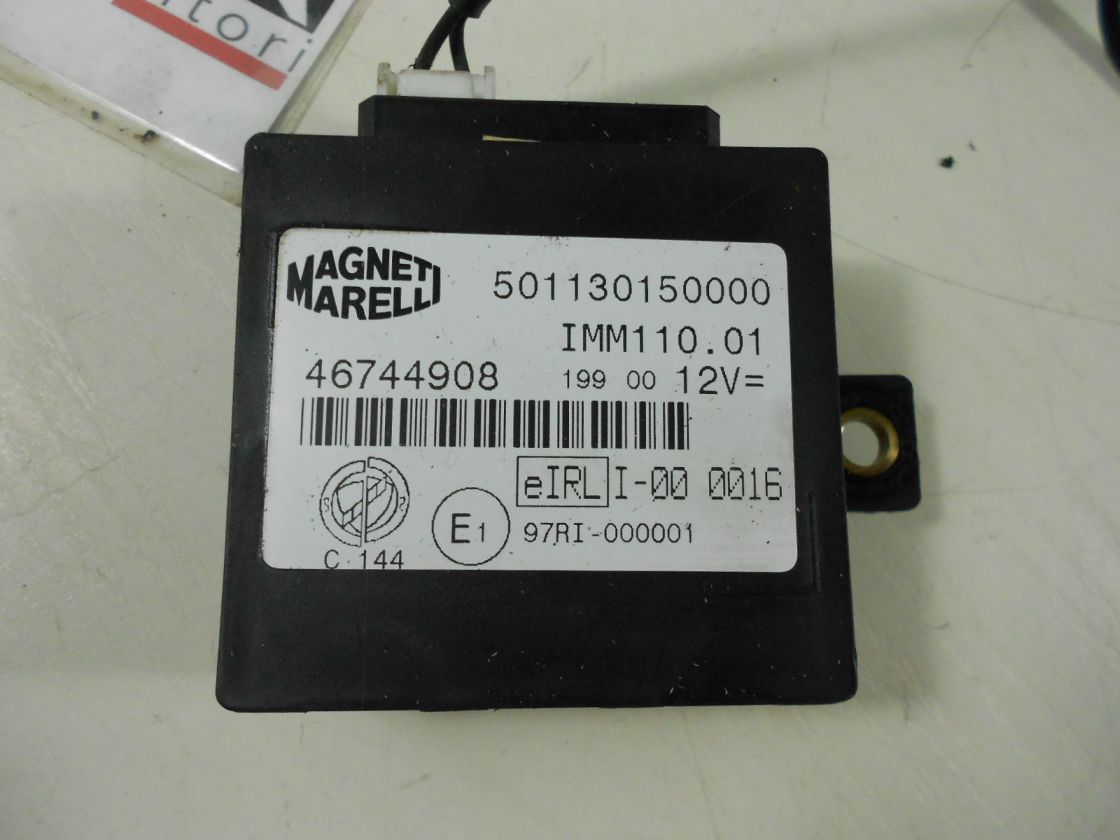 tori
MAGNETI
MARELLI
501130150000
IMM110.01
46744908
199 00 12V=
eIRL I-00 0016
E1
97RI-000001
C 144